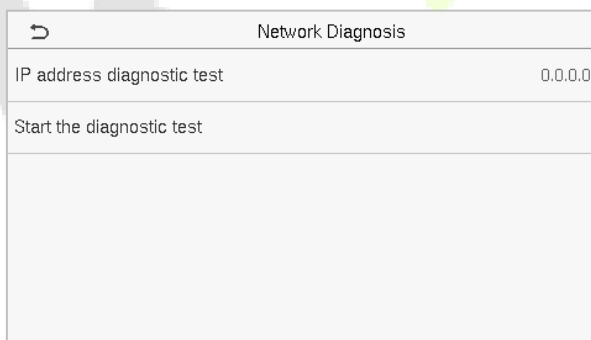 Network Diagnosis
IP address diagnostic test 0.0.0.0
Start the diagnostic test